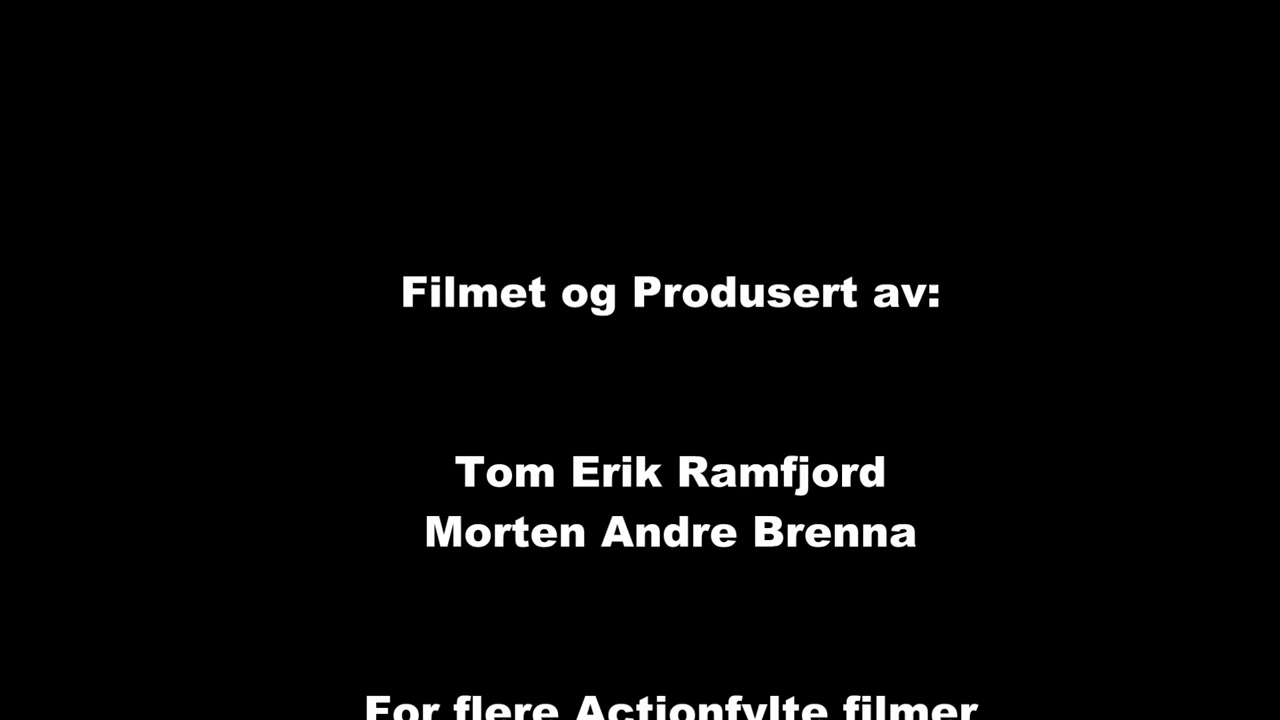 Filmet og Produsert av:
Tom Erik Ramfjord
Morten Andre Brenna
For flere Actionfylte filmer